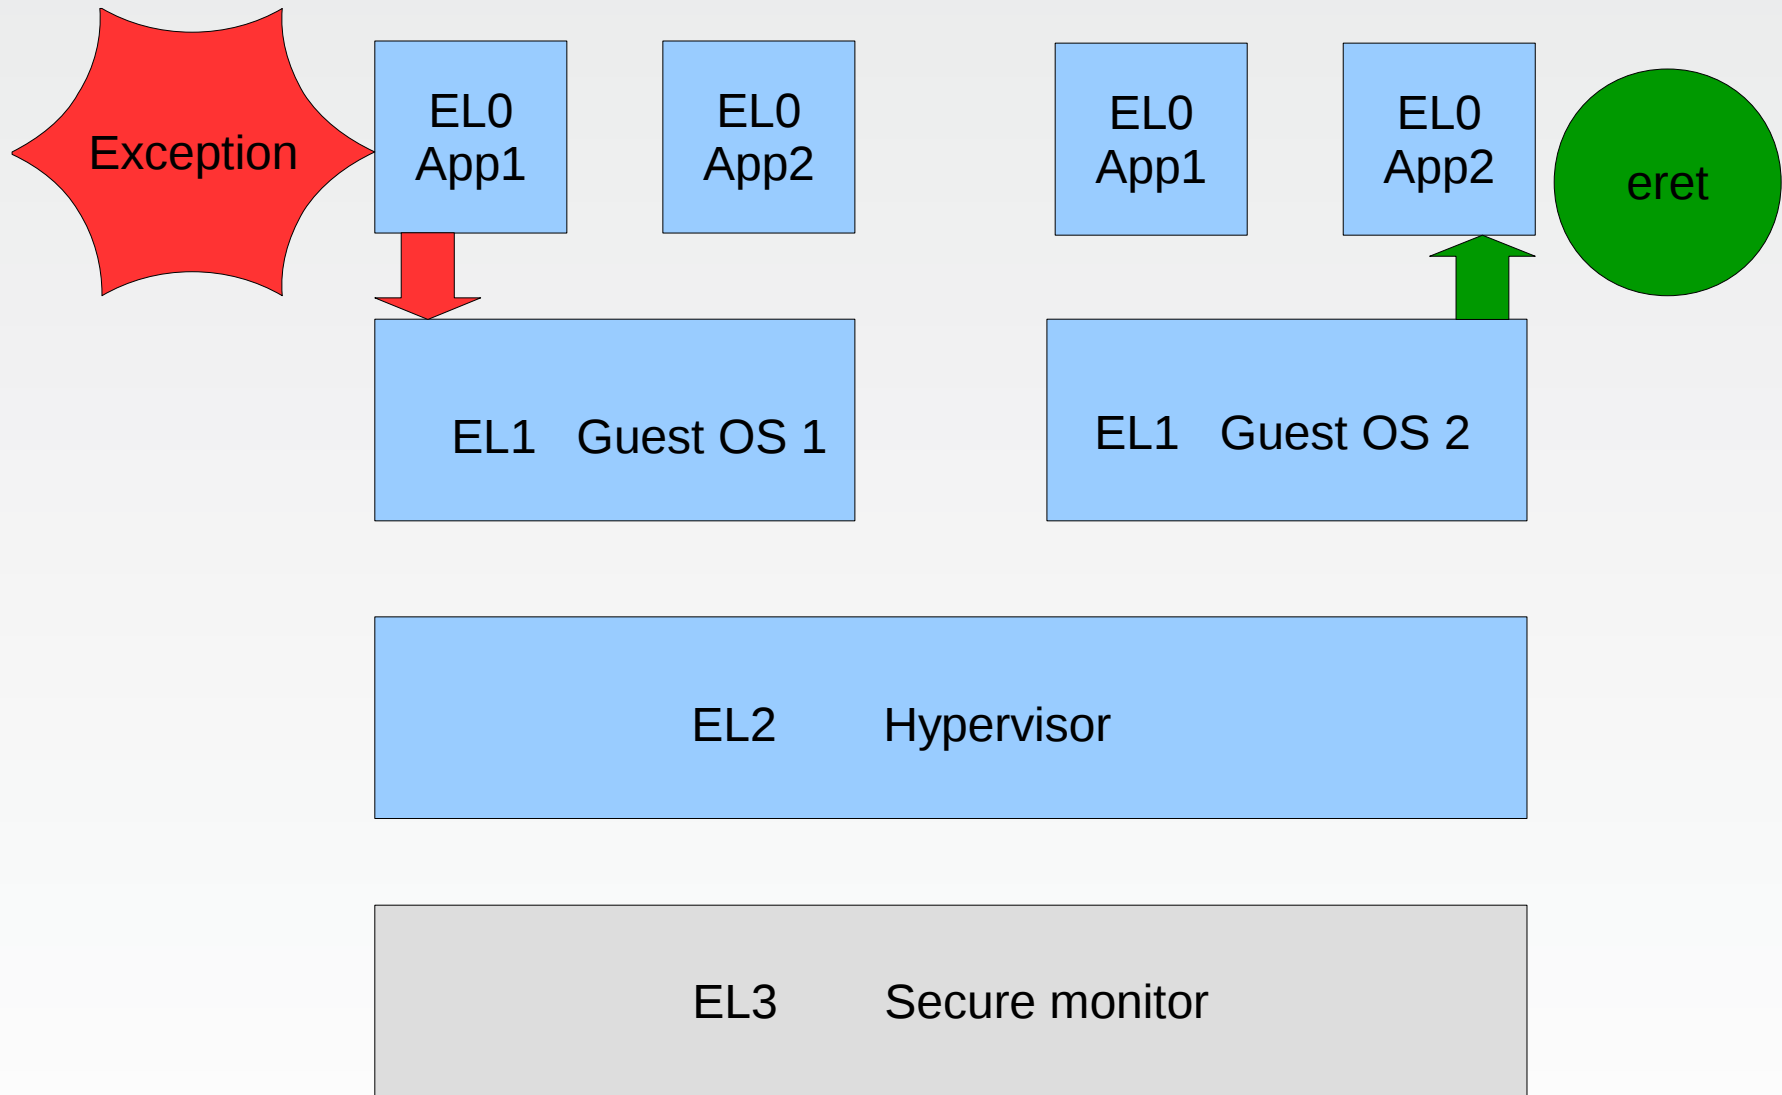 Exception
EL0
App1
EL0
App2
EL0
App1
EL0
App2
eret
EL1 Guest OS 1
EL1 Guest OS 2
EL2 Hypervisor
EL3 Secure monitor